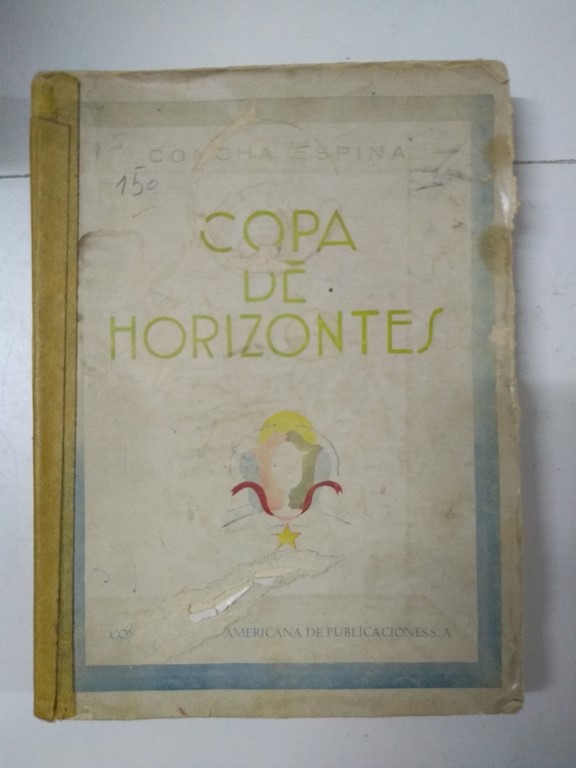 CONCHA ESPINA
150
COPA
DE
HORIZONTES
AMERICANA DE PUBLICACIONES S. A